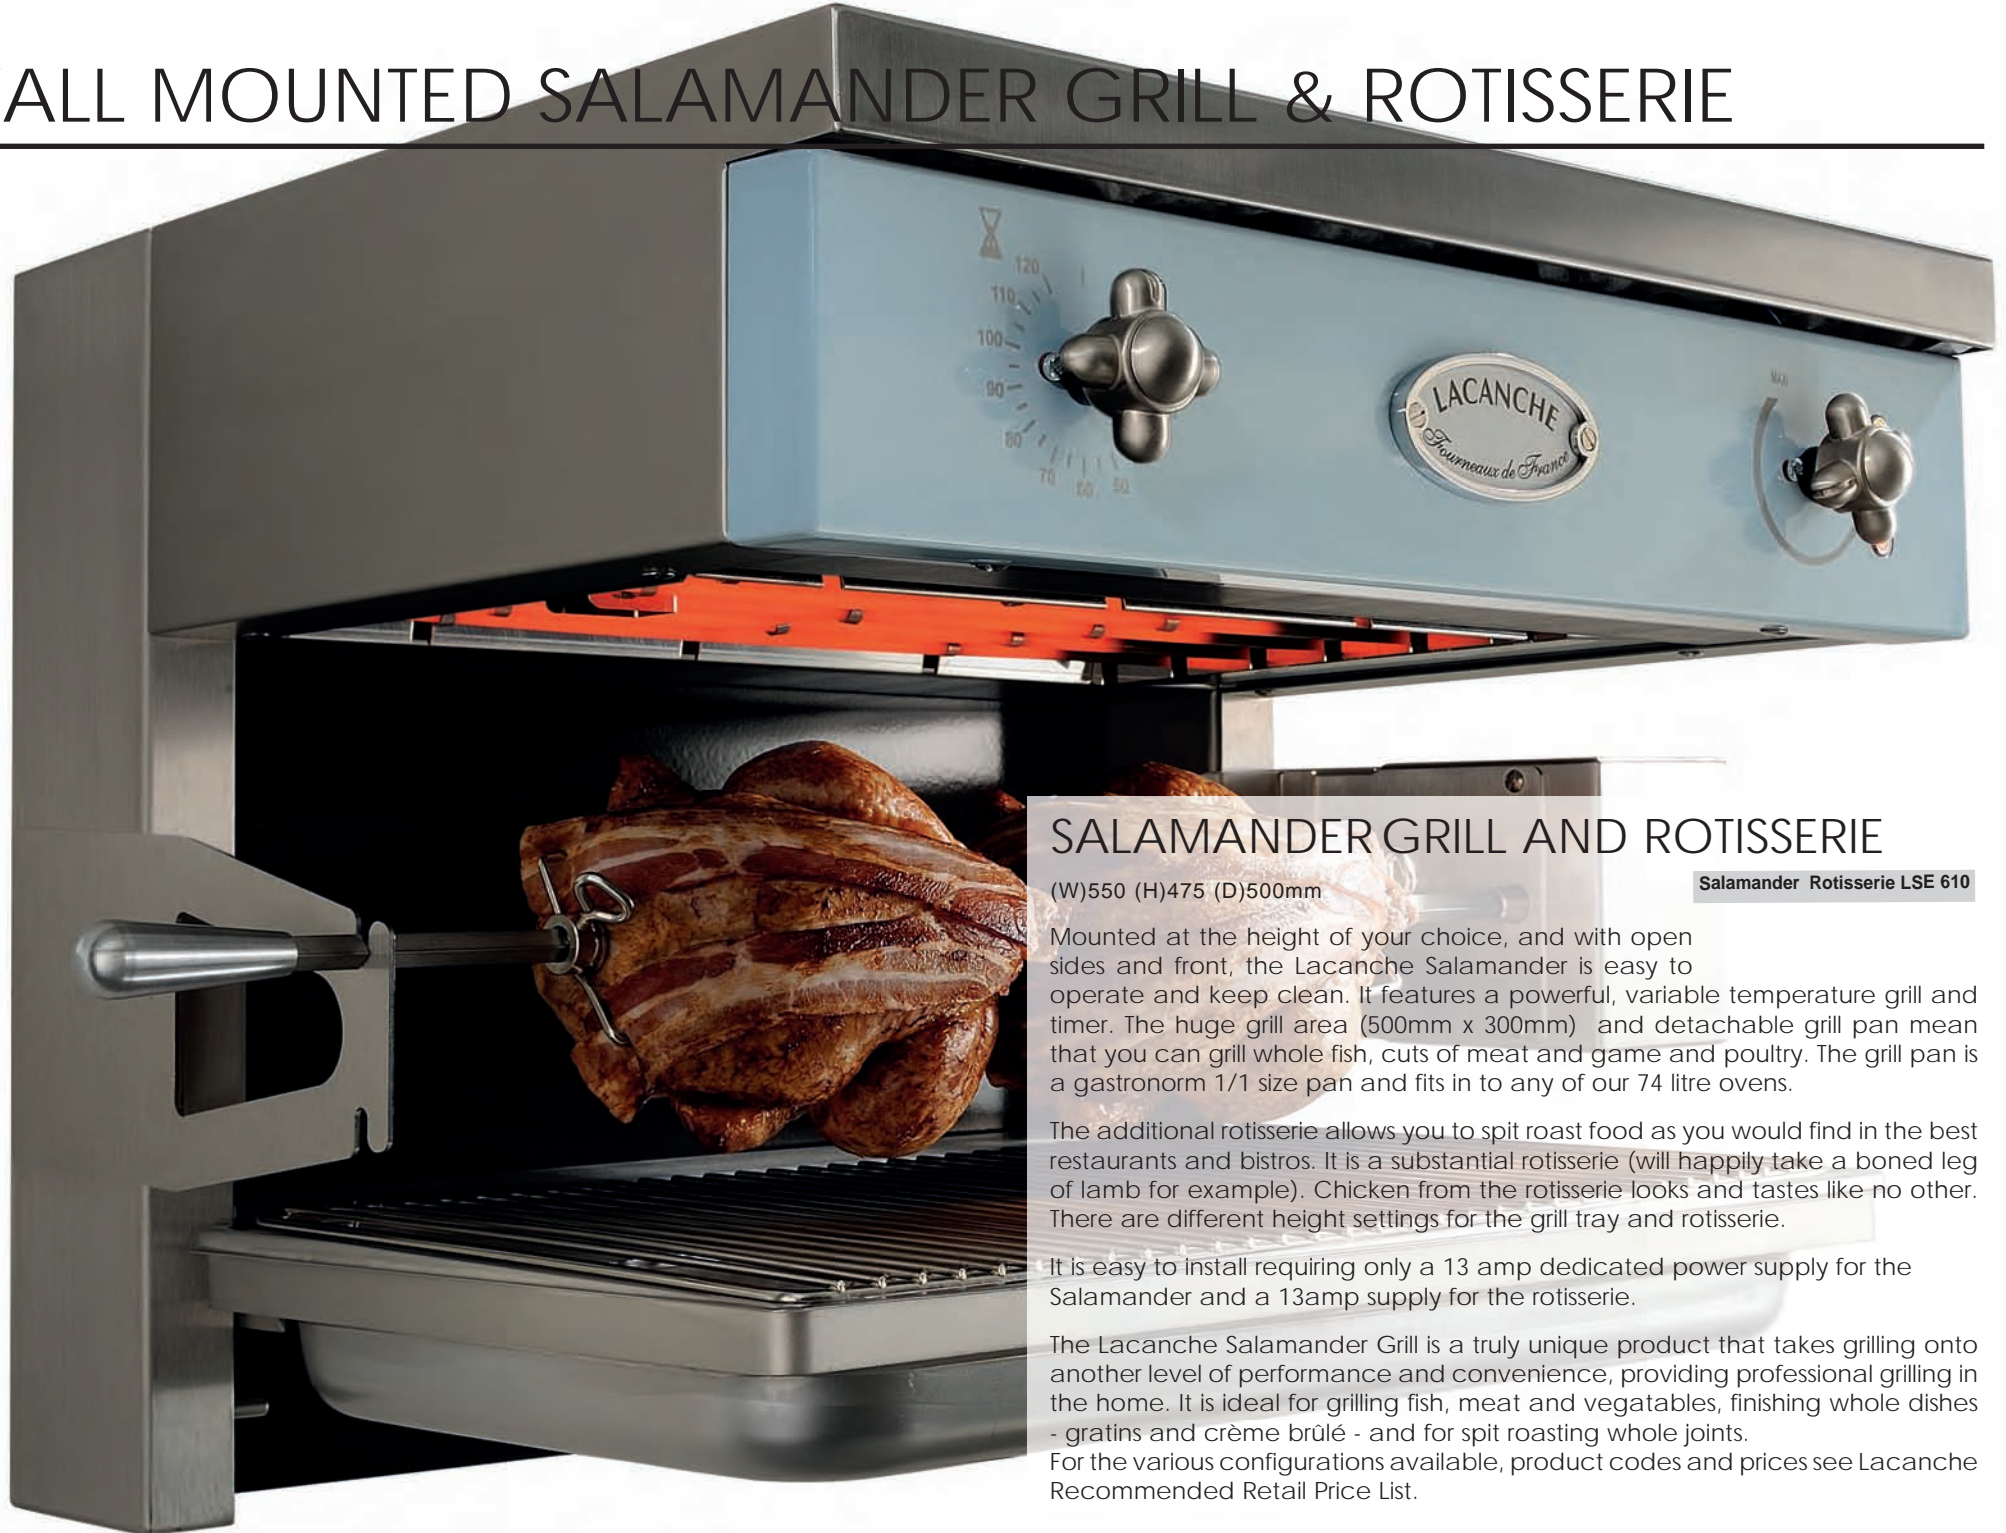 ALL MOUNTED SALAMANDER GRILL & ROTISSERIE
120
110
100
90
80
70
60
50
LACANCHE
Fourneaux de France
MAXI
SALAMANDER GRILL AND ROTISSERIE
(W)550 (H)475 (D)500mm
Salamander Rotisserie LSE 610
Mounted at the height of your choice, and with open
sides and front, the Lacanche Salamander is easy to
operate and keep clean. It features a powerful, variable temperature grill and
timer. The huge grill area (500mm x 300mm) and detachable grill pan mean
that you can grill whole fish, cuts of meat and game and poultry. The grill pan is
a gastronorm 1/1 size pan and fits in to any of our 74 litre ovens.
The additional rotisserie allows you to spit roast food as you would find in the best
restaurants and bistros. It is a substantial rotisserie (will happily take a boned leg
of lamb for example). Chicken from the rotisserie looks and tastes like no other.
There are different height settings for the grill tray and rotisserie.
It is easy to install requiring only a 13 amp dedicated power supply for the
Salamander and a 13amp supply for the rotisserie.
The Lacanche Salamander Grill is a truly unique product that takes grilling onto
another level of performance and convenience, providing professional grilling in
the home. It is ideal for grilling fish, meat and vegatables, finishing whole dishes
- gratins and crème brûlé - and for spit roasting whole joints.
For the various configurations available, product codes and prices see Lacanche
Recommended Retail Price List.